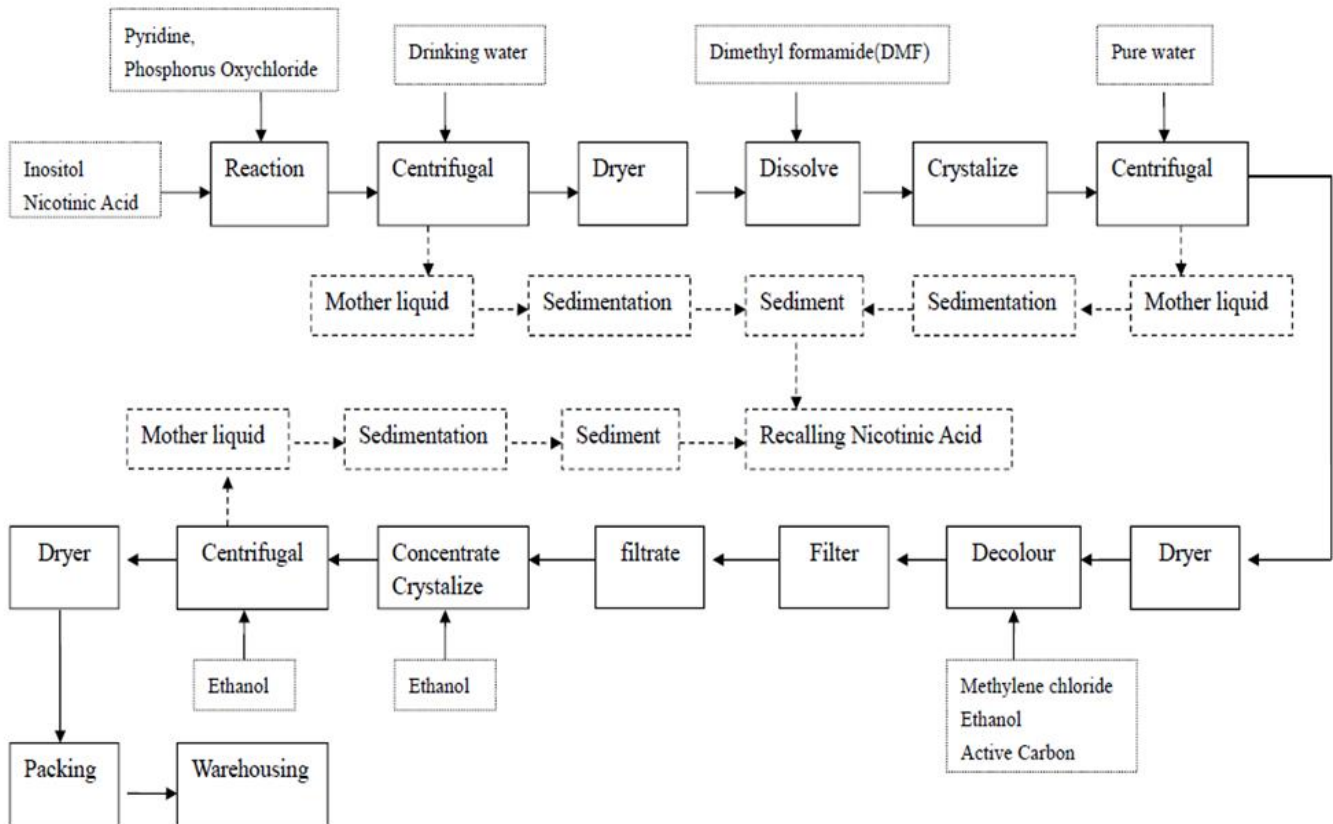 Pyridine,
Phosphorus Oxychloride
Drinking water
Dimethyl formamide(DMF)
Pure water
Inositol
Nicotinic Acid
Reaction
Centrifugal
Dryer
Dissolve
Crystalize
Centrifugal
Mother liquid
Sedimentation
Sediment
Sedimentation
Mother liquid
Mother liquid
Sedimentation
Sediment
Recalling Nicotinic Acid
Dryer
Centrifugal
Concentrate
Crystalize
filtrate
Filter
Decolour
Dryer
Ethanol
Ethanol
Methylene chloride
Ethanol
Active Carbon
Packing
Warehousing